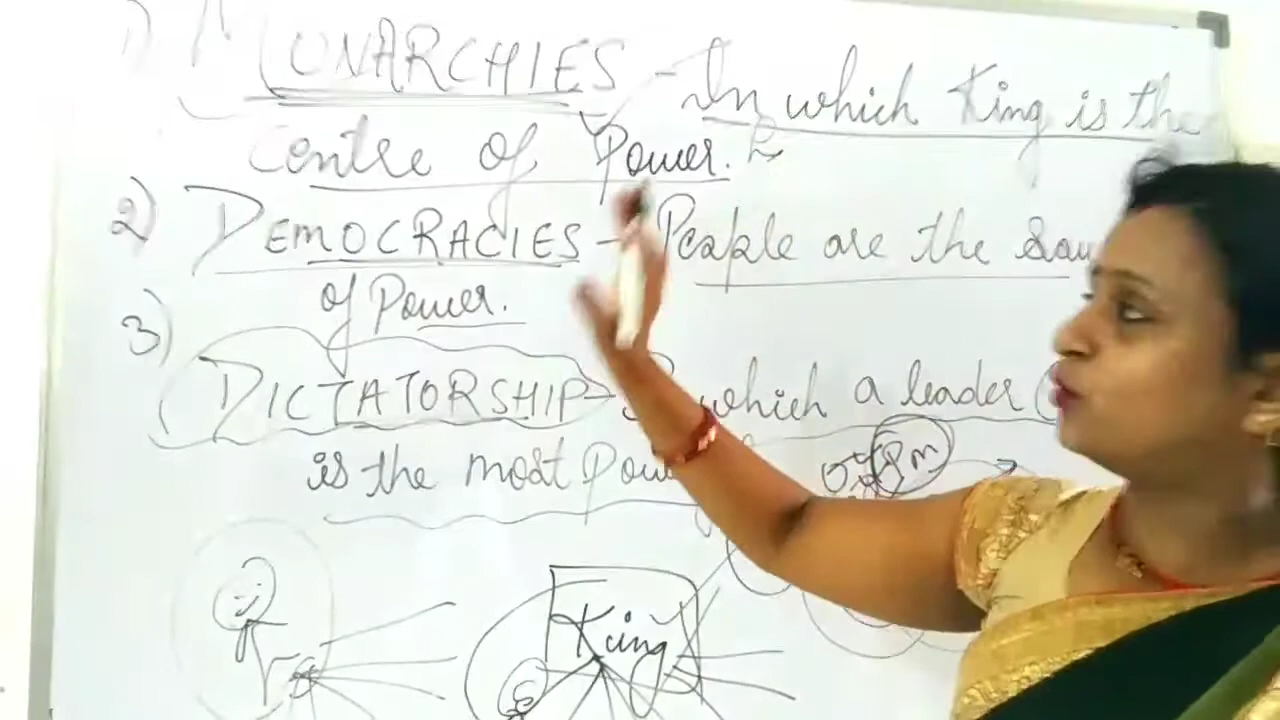 1) MONARCHIES - In which King is the
centre of Power.
2) DEMOCRACIES - People are the
of Power.
3)
DICTATORSHIP - which a leader
is the most
PM
King